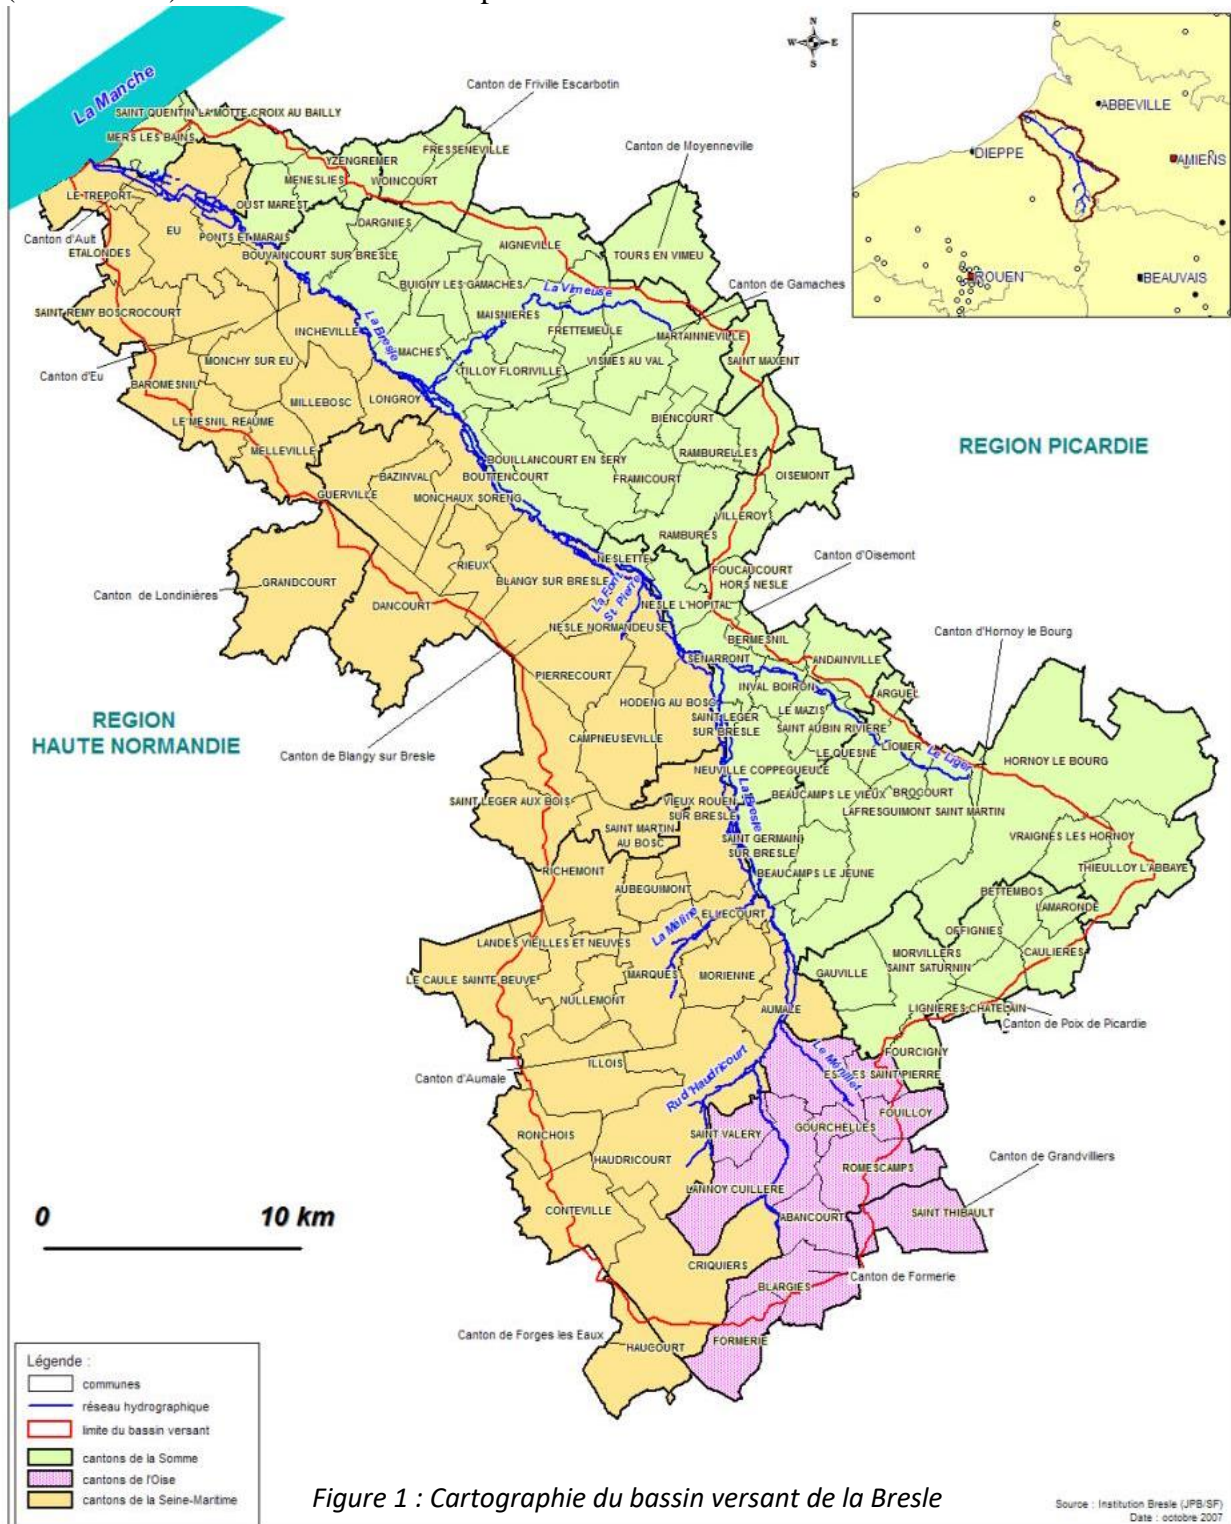 La Manche
N
W E
S
Canton de Friville Escarbotin
SAINT QUENTIN LA MOTTE CROIX AU BAILLY
MERS LES BAINS
FRESSENEVILLE
YZENGREMER
WOINCOURT
MENESLIES
Canton de Moyenneville
ABBEVILLE
DIEPPE
AMIENS
ROUEN
BEAUVAIS
LE TREPORT
OUST MAREST
DARGNIES
Canton d'Ault
EU
PONTS ET MARAIS
AIGNEVILLE
TOURS EN VIMEU
ETALONDES
BOUVAINCOURT SUR BRESLE
Canton de Gamaches
BUIGNY LES GAMACHES
La Vimeuse
SAINT REMY BOSCROCOURT
MAISNIERES
FRETTEMEULE
INCHEVILLE
La Bresle
MARTAINNEVILLE
MACHES
VISMES AU VAL
SAINT MAXENT
MONCHY SUR EU
TILLOY FLORIVILLE
Canton d'Eu
BAROMESNIL
MILLEBOSC
LONGROY
LE MESNIL REAUME
BIENCOURT
REGION PICARDIE
MELLEVILLE
RAMBURELLES
BOUILLANCOURT EN SERY
OISEMONT
BAZINVAL
BOUTTENCOURT
FRAMICOURT
GUERVILLE
MONCHAUX SORENG
VILLEROY
RAMBURES
NESLETTE
Canton d'Oisemont
RIEUX
FOUCAUCOURT
HORS NESLE
GRANDCOURT
BLANGY SUR BRESLE
La Font
St Pierre
Canton de Londinières
DANCOURT
NESLE L'HOPITAL
NESLE NORMANDEUSE
Canton d'Hornoy le Bourg
BERMESNIL
SENARPONT
ANDAINVILLE
PIERRECOURT
INVAL BOIRON
ARGUEL
HODENG AU BOSC
LE MAZIS
REGION
HAUTE NORMANDIE
SAINT LEGER
SUR BRESLE
SAINT AUBIN RIVIERE
CAMPNEUSEVILLE
LE QUESNE
LIOMER
Canton de Blangy sur Bresle
Le Liger
HORNOY LE BOURG
NEUVILLE COPPEGUEULE
La Bresle
BEAUCAMPS LE VIEUX
BROCOURT
SAINT LEGER AUX BOIS
VIEUX ROUEN
SUR BRESLE
LAFRESGUIMONT SAINT MARTIN
SAINT MARTIN
AU BOSC
SAINT GERMAIN
SUR BRESLE
VRAIGNES LES HORNOY
RICHEMONT
BEAUCAMPS LE JEUNE
THIEULLOY L'ABBAYE
AUBEGUIMONT
BETTEMBOS
LAMARONDE
La Méline
ELLECOURT
OFFIGNIES
LANDES VIEILLES ET NEUVES
MORVILLERS
SAINT SATURNIN
CAULIERES
LE CAULE SAINTE BEUVE
MARQUES
MORIENNE
GAUVILLE
NULLEMONT
AUMALE
LIGNIERES CHATELAIN
Canton de Poix de Picardie
Le Ménillet
FOURCIGNY
ILLOIS
Ru d'Haudricourt
Canton d'Aumale
SAINT PIERRE
FOUILLOY
RONCHOIS
SAINT VALERY
GOURCHELLES
HAUDRICOURT
ROMESCAMPS
Canton de Grandvilliers
LANNOY CUILLERE
CONTEVILLE
ABANCOURT
SAINT THIBAULT
0 10 km
CRIQUIERS
BLARGIES
Canton de Formerie
Canton de Forges les Eaux
HAUCOURT
FORMERIE
Légende :
communes
réseau hydrographique
limite du bassin versant
cantons de la Somme
cantons de l'Oise
cantons de la Seine-Maritime
Figure 1 : Cartographie du bassin versant de la Bresle
Source : Institution Bresle (JPB/SF)
Date : octobre 2007